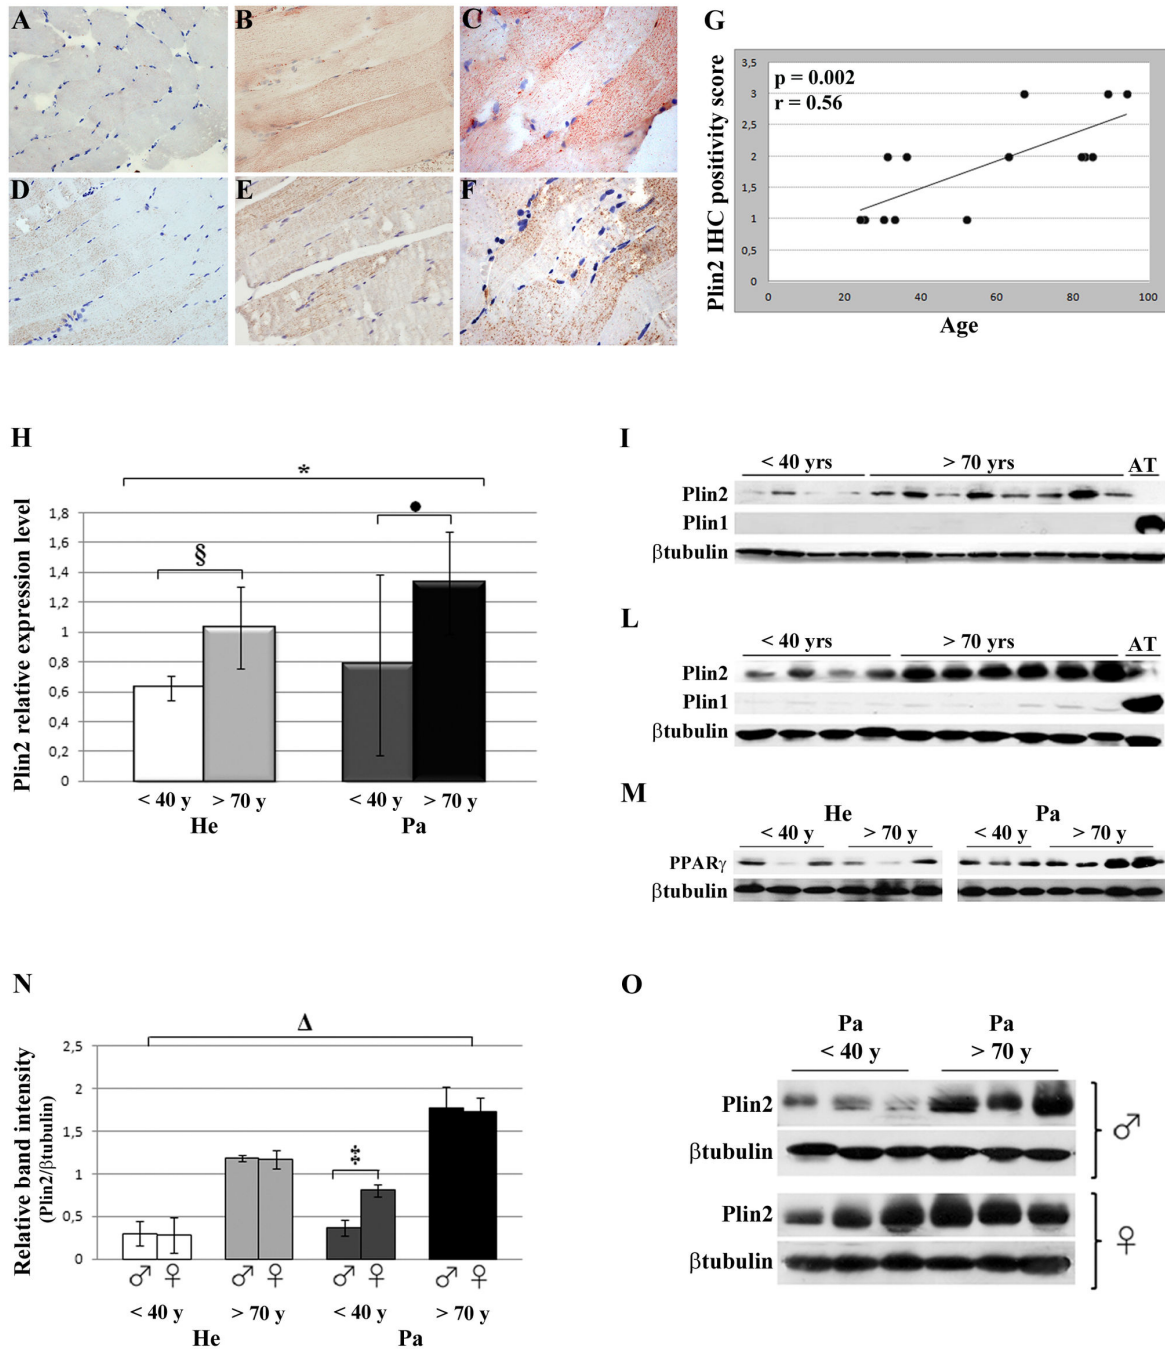 A
B
C
D
E
F
G
p = 0.002
r = 0.56
Plin2 IHC positivity score
3,5
3
2,5
2
1,5
1
0,5
0
0 20 40 60 80 100
Age
H
*
§
●
Plin2 relative expression level
1,8
1,6
1,4
1,2
1
0,8
0,6
0,4
0,2
0
< 40 y > 70 y < 40 y > 70 y
He Pa
I
< 40 yrs > 70 yrs AT
Plin2
Plin1
βtubulin
L
< 40 yrs > 70 yrs AT
Plin2
Plin1
βtubulin
M
He Pa
< 40 y > 70 y < 40 y > 70 y
PPARγ
βtubulin
N
Δ
‡
Relative band intensity
(Plin2/βtubulin)
2,5
2
1,5
1
0,5
0
♂ ♀ ♂ ♀ ♂ ♀ ♂ ♀
< 40 y > 70 y < 40 y > 70 y
He Pa
O
Pa Pa
< 40 y > 70 y
Plin2
βtubulin
♂
Plin2
βtubulin
♀